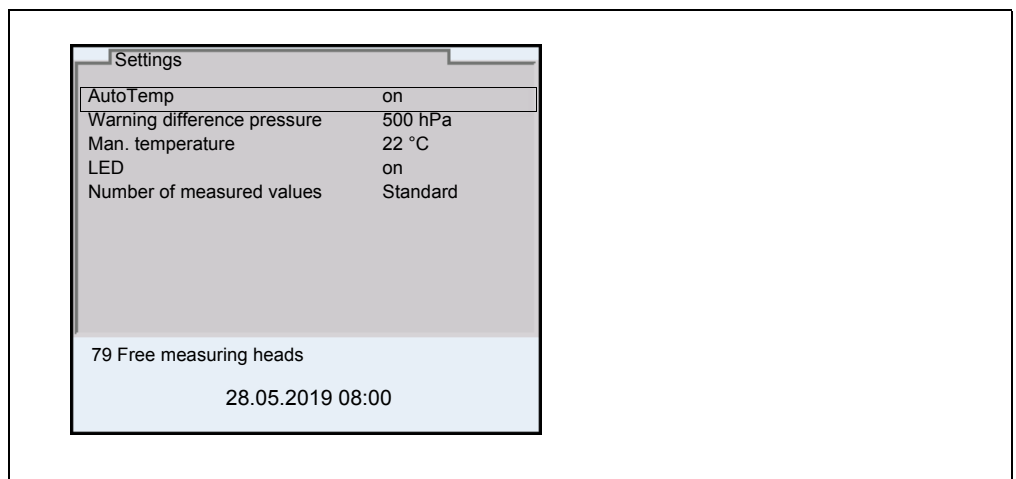 Settings
AutoTemp on
Warning difference pressure 500 hPa
Man. temperature 22 °C
LED on
Number of measured values Standard
79 Free measuring heads
28.05.2019 08:00